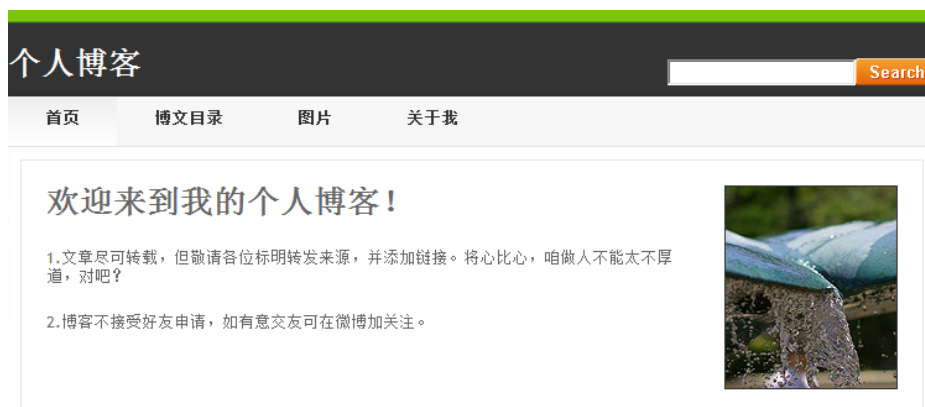 个人博客
Search
首页 博文目录 图片 关于我
欢迎来到我的个人博客！
1.文章尽可转载，但敬请各位标明转发来源，并添加链接。将心比心，咱做人不能太不厚
道，对吧？
2.博客不接受好友申请，如有意交友可在微博加关注。